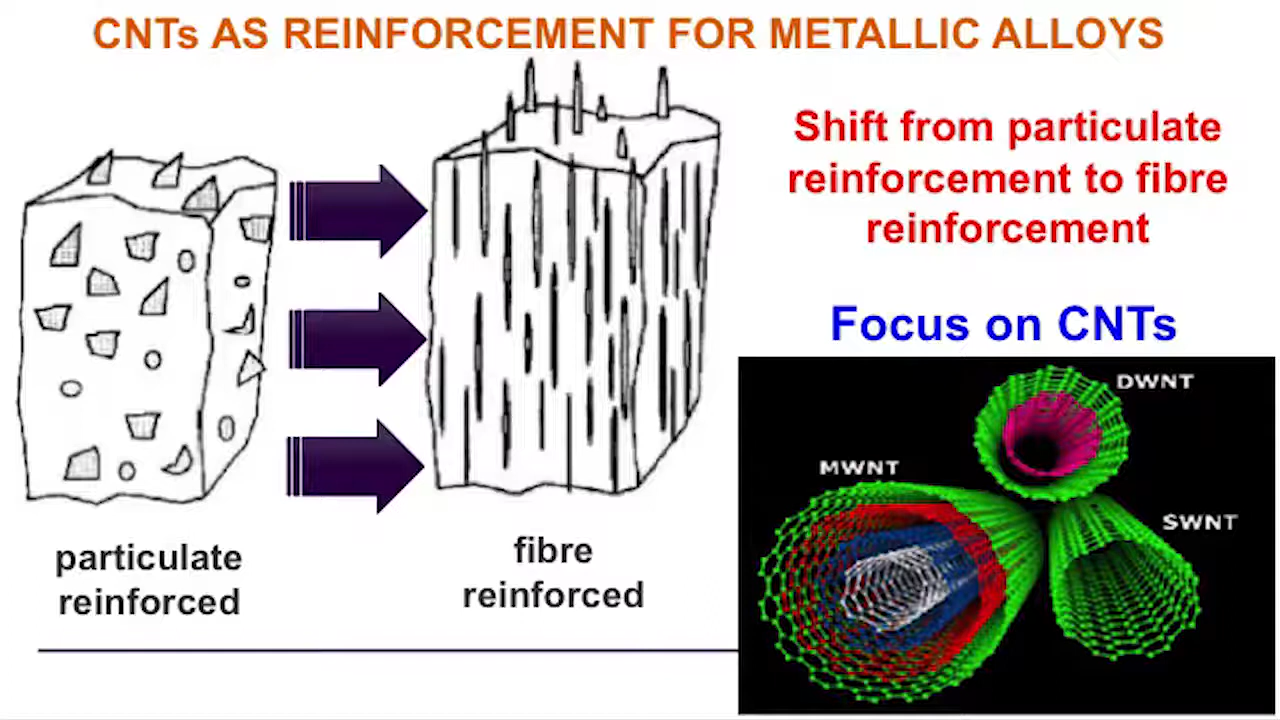 CNTs AS REINFORCEMENT FOR METALLIC ALLOYS
Shift from particulate
reinforcement to fibre
reinforcement
Focus on CNTs
DWNT
MWNT
SWNT
particulate
reinforced
fibre
reinforced